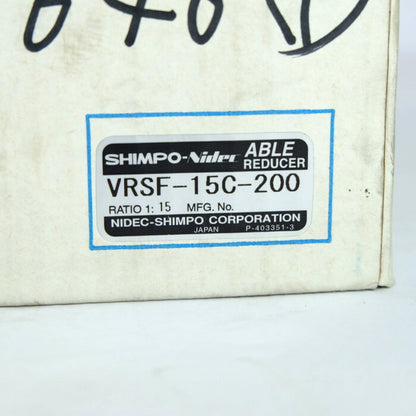 SHIMPO-Nidec ABLE REDUCER
VRSF-15C-200
RATIO 1: 15 MFG. No.
NIDEC-SHIMPO CORPORATION
JAPAN P-403351-3